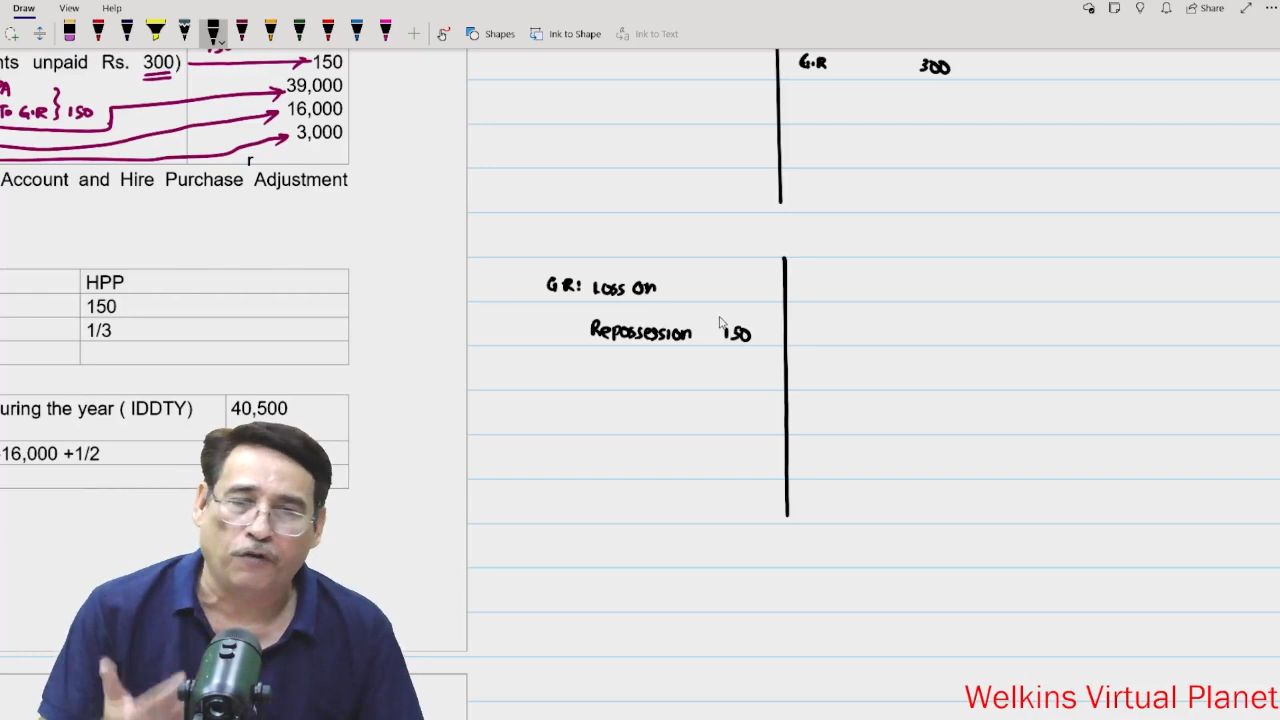 Draw View Help
Shapes Ink to Shape Ink to Text Share
nts unpaid Rs. 300) 150
To G.R } 150 39,000
16,000
3,000
r
Account and Hire Purchase Adjustment
HPP
150
1/3
uring the year ( IDDTY) 40,500
-16,000 +1/2
G.R 300
G R: Loss On
Repossession 150
Welkins Virtual Planet